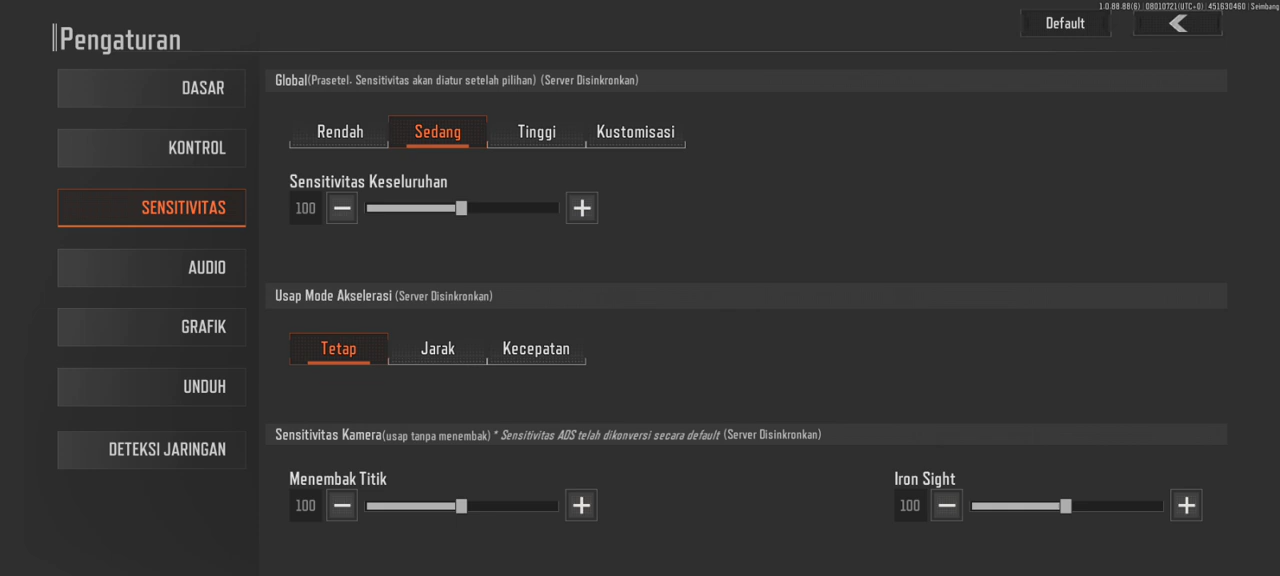 1.0.88.88(6) | 08010721(UTC+0) | 451630460 | Seimbang
Pengaturan
Default
DASAR
KONTROL
SENSITIVITAS
AUDIO
GRAFIK
UNDUH
DETEKSI JARINGAN
Global(Prasetel. Sensitivitas akan diatur setelah pilihan) (Server Disinkronkan)
Rendah Sedang Tinggi Kustomisasi
Sensitivitas Keseluruhan
100
Usap Mode Akselerasi (Server Disinkronkan)
Tetap Jarak Kecepatan
Sensitivitas Kamera(usap tanpa menembak) * Sensitivitas ADS telah dikonversi secara default (Server Disinkronkan)
Menembak Titik Iron Sight
100 100